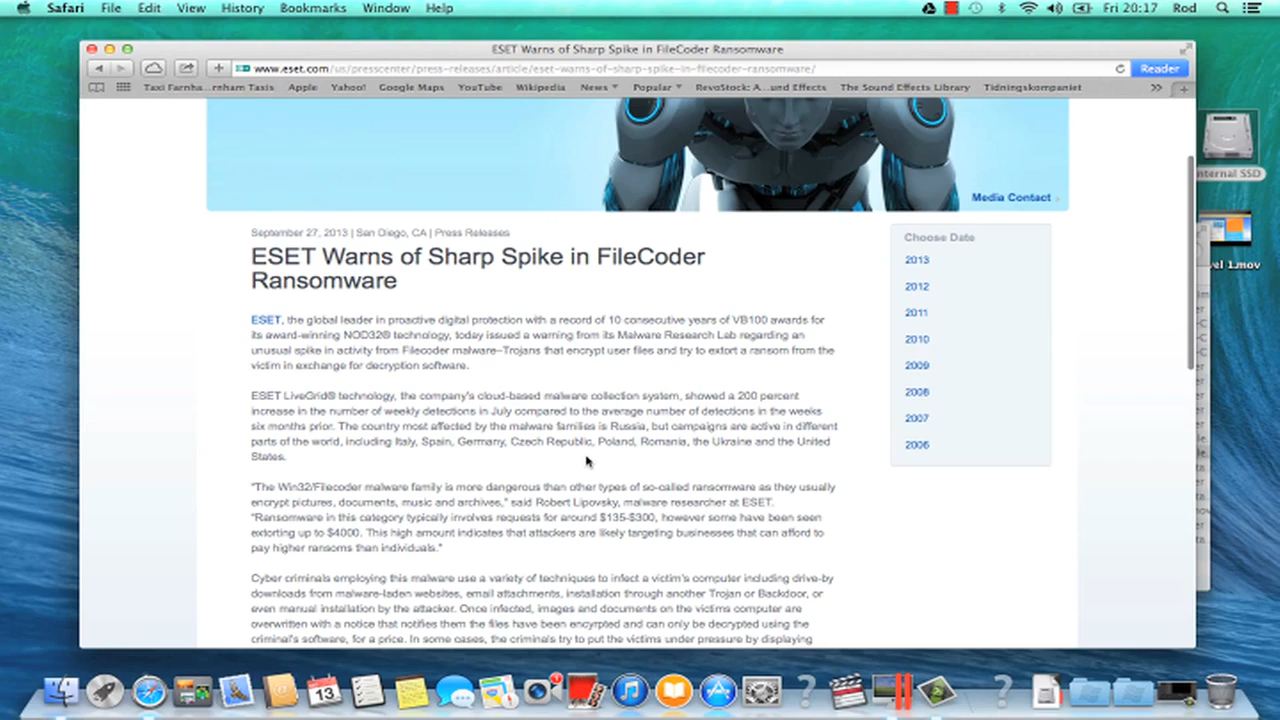 Safari File Edit View History Bookmarks Window Help Fri 20:17 Rod
ESET Warns of Sharp Spike in FileCoder Ransomware
www.eset.com/us/presscenter/press-releases/article/eset-warns-of-sharp-spike-in-filecoder-ransomware/ Reader
Taxi Farnha...rnham Taxis Apple Yahoo! Google Maps YouTube Wikipedia News Popular RevoStock: A...und Effects The Sound Effects Library Tidningskompaniet
Media Contact
September 27, 2013 | San Diego, CA | Press Releases
ESET Warns of Sharp Spike in FileCoder
Ransomware
ESET, the global leader in proactive digital protection with a record of 10 consecutive years of VB100 awards for
its award-winning NOD32® technology, today issued a warning from its Malware Research Lab regarding an
unusual spike in activity from Filecoder malware–Trojans that encrypt user files and try to extort a ransom from the
victim in exchange for decryption software.
ESET LiveGrid® technology, the company's cloud-based malware collection system, showed a 200 percent
increase in the number of weekly detections in July compared to the average number of detections in the weeks
six months prior. The country most affected by the malware families is Russia, but campaigns are active in different
parts of the world, including Italy, Spain, Germany, Czech Republic, Poland, Romania, the Ukraine and the United
States.
"The Win32/Filecoder malware family is more dangerous than other types of so-called ransomware as they usually
encrypt pictures, documents, music and archives," said Robert Lipovsky, malware researcher at ESET.
"Ransomware in this category typically involves requests for around $135-$300, however some have been seen
extorting up to $4000. This high amount indicates that attackers are likely targeting businesses that can afford to
pay higher ransoms than individuals."
Cyber criminals employing this malware use a variety of techniques to infect a victim's computer including drive-by
downloads from malware-laden websites, email attachments, installation through another Trojan or Backdoor, or
even manual installation by the attacker. Once infected, images and documents on the victims computer are
overwritten with a notice that notifies them the files have been encyrpted and can only be decrypted using the
criminal's software, for a price. In some cases, the criminals try to put the victims under pressure by displaying
Choose Date
2013
2012
2011
2010
2009
2008
2007
2006
nternal SSD
vel 1.mov
13